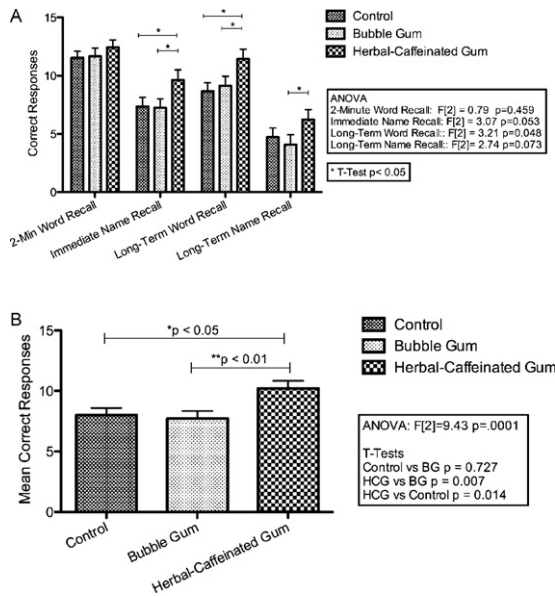 A
Control
Bubble Gum
Herbal-Caffeinated Gum
15
10
5
0
Correct Responses
*
*
*
*
*
2-Min Word Recall
Immediate Name Recall
Long-Term Word Recall
Long-Term Name Recall
ANOVA
2-Minute Word Recall: F[2] = 0.79 p=0.459
Immediate Name Recall: F[2] = 3.07 p=0.053
Long-Term Word Recall:: F[2] = 3.21 p=0.048
Long-Term Name Recall:: F[2]= 2.74 p=0.073
* T-Test p< 0.05
B
Control
Bubble Gum
Herbal-Caffeinated Gum
15
10
5
0
Mean Correct Responses
*p < 0.05
**p < 0.01
Control
Bubble Gum
Herbal-Caffeinated Gum
ANOVA: F[2]=9.43 p=.0001
T-Tests
Control vs BG p = 0.727
HCG vs BG p = 0.007
HCG vs Control p = 0.014